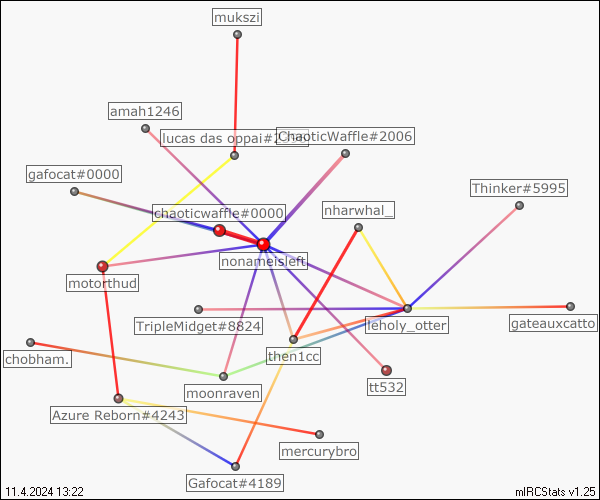 mukszi
amah1246
lucas das oppai#2
ChaoticWaffle#2006
gafocat#0000
Thinker#5995
chaoticwaffle#0000
nharwhal_
nonameisleft
motorthud
TripleMidget#8824
leholy_otter
gateauxcatto
chobham.
then1cc
moonraven
tt532
Azure Reborn#4243
mercurybro
Gafocat#4189
11.4.2024 13:22
mIRCStats v1.25